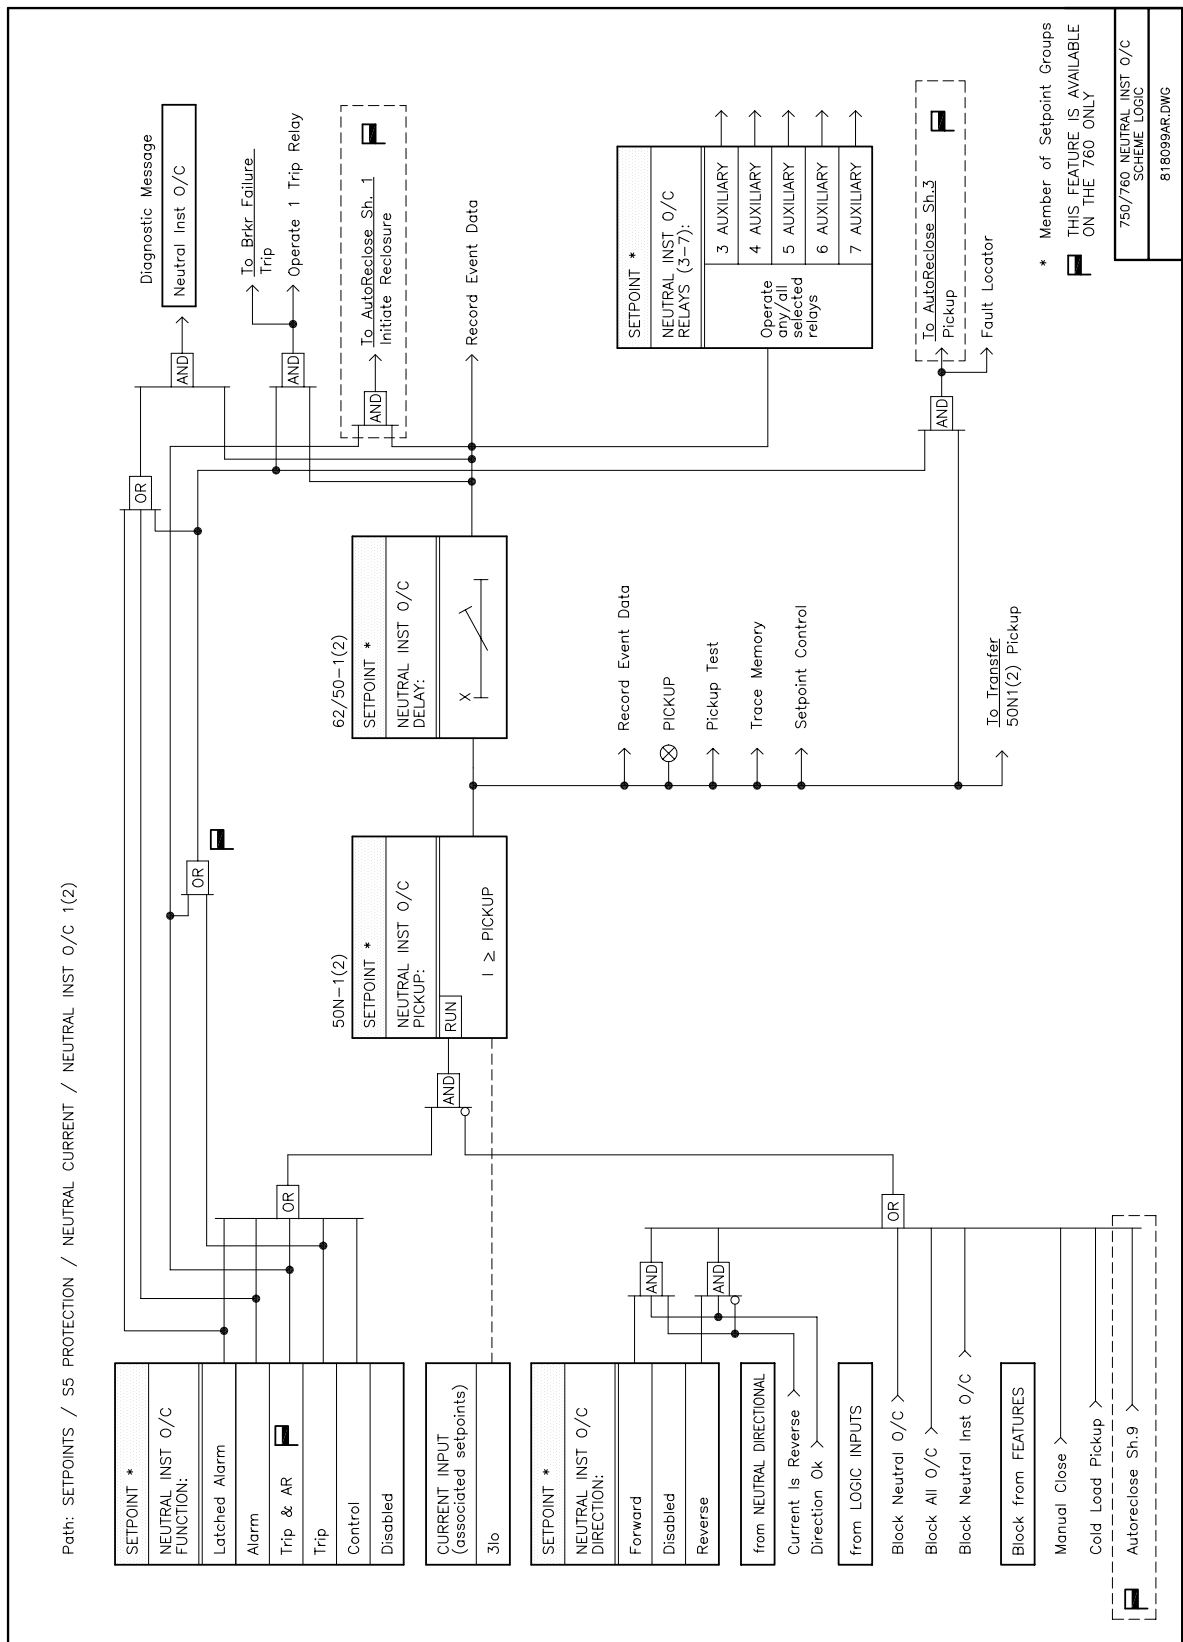 Path: SETPOINTS / S5 PROTECTION / NEUTRAL CURRENT / NEUTRAL INST O/C 1(2)
SETPOINT *
NEUTRAL INST O/C
FUNCTION:
Latched Alarm
Alarm
Trip & AR
Trip
Control
Disabled
CURRENT INPUT
(associated setpoints)
3Io
SETPOINT *
NEUTRAL INST O/C
DIRECTION:
Forward
Disabled
Reverse
from NEUTRAL DIRECTIONAL
Current Is Reverse
Direction Ok
from LOGIC INPUTS
Block Neutral O/C
Block All O/C
Block Neutral Inst O/C
Block from FEATURES
Manual Close
Cold Load Pickup
Autoreclose Sh.9
OR
AND
AND
OR
AND
50N-1(2)
SETPOINT *
NEUTRAL INST O/C
PICKUP:
RUN
I ≥ PICKUP
OR
62/50-1(2)
SETPOINT *
NEUTRAL INST O/C
DELAY:
X
Record Event Data
PICKUP
Pickup Test
Trace Memory
Setpoint Control
To Transfer
50N1(2) Pickup
OR
AND
Diagnostic Message
Neutral Inst O/C
AND
To Brkr Failure
Trip
Operate 1 Trip Relay
AND
To AutoReclose Sh. 1
Initiate Reclosure
Record Event Data
SETPOINT *
NEUTRAL INST O/C
RELAYS (3-7):
Operate
any/all
selected
relays
3 AUXILIARY
4 AUXILIARY
5 AUXILIARY
6 AUXILIARY
7 AUXILIARY
AND
To AutoReclose Sh.3
Pickup
Fault Locator
* Member of Setpoint Groups
THIS FEATURE IS AVAILABLE
ON THE 760 ONLY
750/760 NEUTRAL INST O/C
SCHEME LOGIC
818099AR.DWG